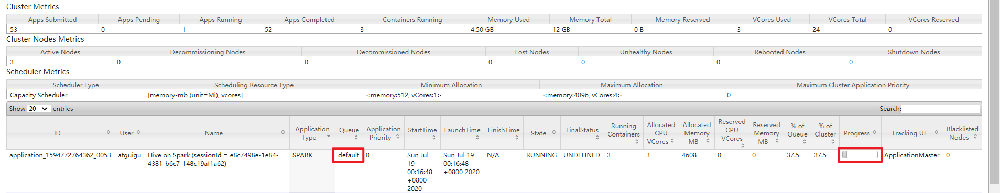 Cluster Metrics
Apps Submitted Apps Pending Apps Running Apps Completed Containers Running Memory Used Memory Total Memory Reserved VCores Used VCores Total VCores Reserved
53 0 1 52 3 4.50 GB 12 GB 0 B 3 24 0
Cluster Nodes Metrics
Active Nodes Decommissioning Nodes Decommissioned Nodes Lost Nodes Unhealthy Nodes Rebooted Nodes Shutdown Nodes
3 0 0 0 0 0 0
Scheduler Metrics
Scheduler Type Scheduling Resource Type Minimum Allocation Maximum Allocation Maximum Cluster Application Priority
Capacity Scheduler [memory-mb (unit=Mi), vcores] <memory:512, vCores:1> <memory:4096, vCores:4> 0
Show 20 entries Search:
ID User Name Application Type Queue Application Priority StartTime LaunchTime FinishTime State FinalStatus Running Containers Allocated CPU VCores Allocated Memory MB Reserved CPU VCores Reserved Memory MB % of Queue % of Cluster Progress Tracking UI Blacklisted Nodes
application_1594772764362_0053 atguigu Hive on Spark (sessionId = e8c7498e-1e84- SPARK default 0 Sun Jul Sun Jul 19 N/A RUNNING UNDEFINED 3 3 4608 0 0 37.5 37.5 ApplicationMaster 0
4381-b6c7-148c19af1a62) 19 00:16:48
00:16:48 +0800 2020
+0800
2020